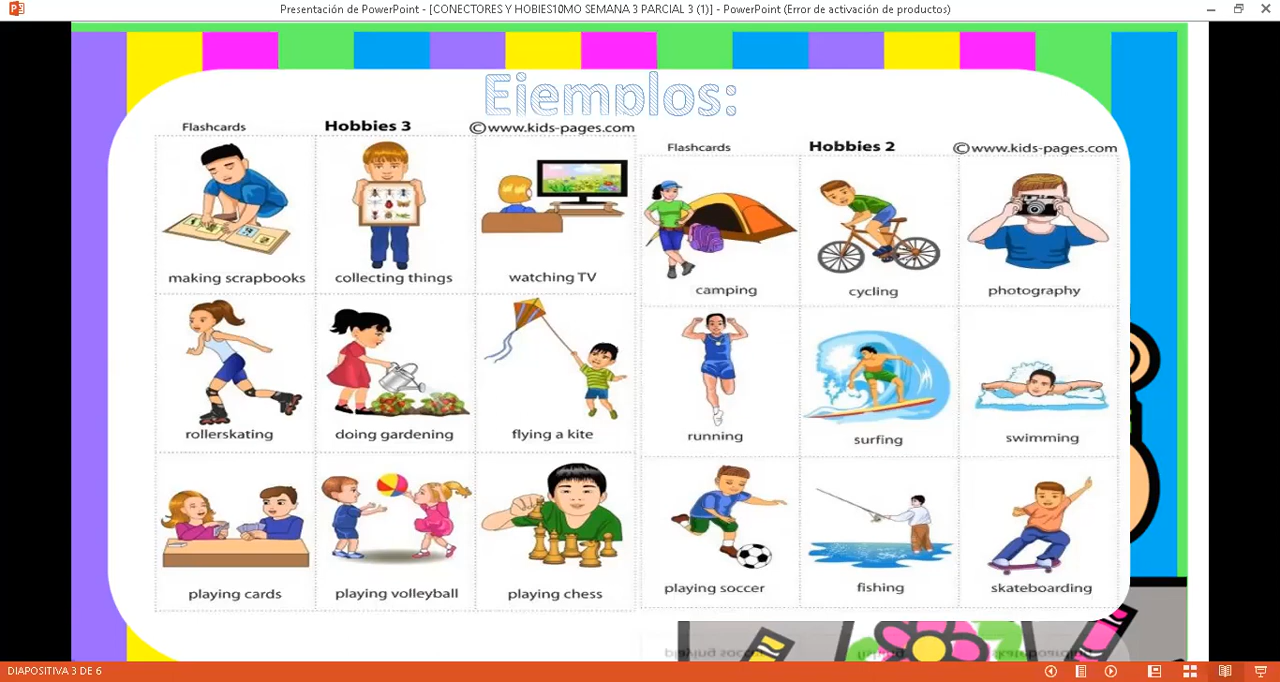 Presentación de PowerPoint - [CONECTORES Y HOBIES10MO SEMANA 3 PARCIAL 3 (1)] - PowerPoint (Error de activación de productos)
Ejemplos:
Flashcards Hobbies 3 ©www.kids-pages.com
making scrapbooks collecting things watching TV
rollerskating doing gardening flying a kite
playing cards playing volleyball playing chess
Flashcards Hobbies 2 ©www.kids-pages.com
camping cycling photography
running surfing swimming
playing soccer fishing skateboarding
DIAPOSITIVA 3 DE 6